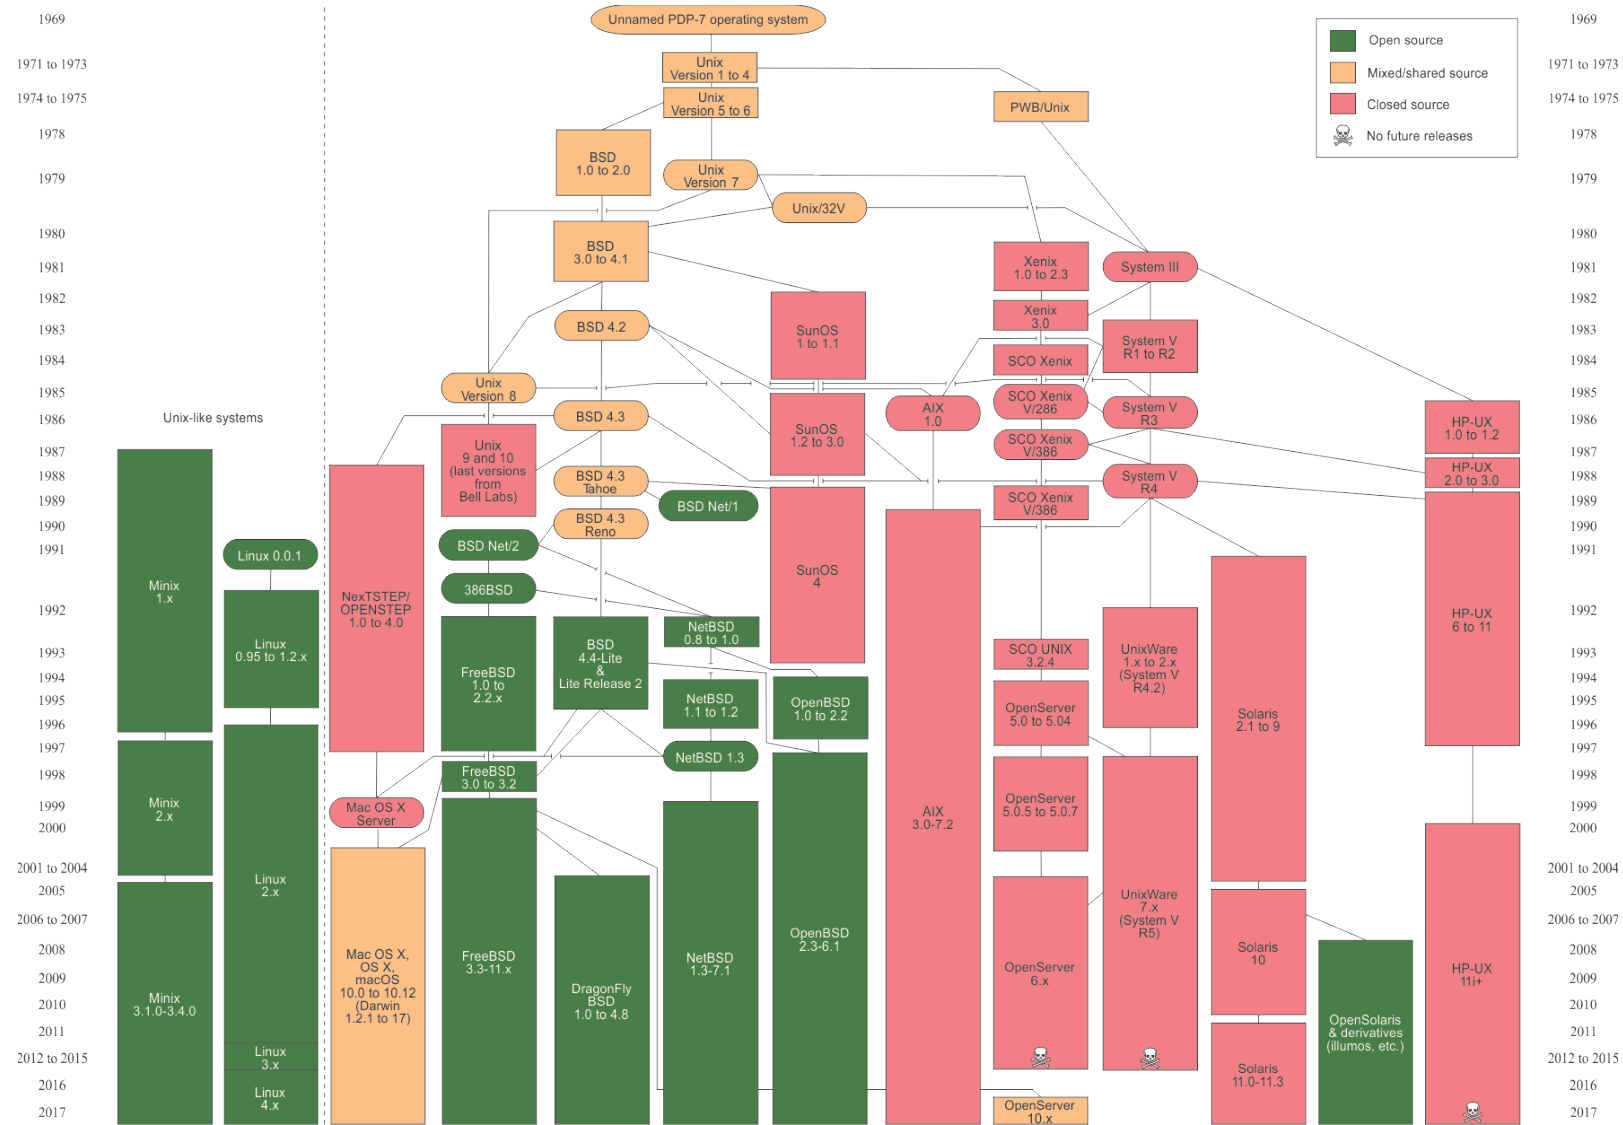 1969
1971 to 1973
1974 to 1975
1978
1979
1980
1981
1982
1983
1984
1985
1986
1987
1988
1989
1990
1991
1992
1993
1994
1995
1996
1997
1998
1999
2000
2001 to 2004
2005
2006 to 2007
2008
2009
2010
2011
2012 to 2015
2016
2017
Unix-like systems
Minix
1.x
Minix
2.x
Minix
3.1.0-3.4.0
Linux 0.0.1
Linux
0.95 to 1.2.x
Linux
2.x
Linux
3.x
Linux
4.x
NexTSTEP/
OPENSTEP
1.0 to 4.0
Mac OS X
Server
Mac OS X,
OS X,
macOS
10.0 to 10.12
(Darwin
1.2.1 to 17)
Unix
Version 8
Unix
9 and 10
(last versions
from
Bell Labs)
BSD Net/2
386BSD
FreeBSD
1.0 to
2.2.x
FreeBSD
3.0 to 3.2
FreeBSD
3.3-11.x
Unnamed PDP-7 operating system
Unix
Version 1 to 4
Unix
Version 5 to 6
BSD
1.0 to 2.0
Unix
Version 7
Unix/32V
BSD
3.0 to 4.1
BSD 4.2
BSD 4.3
BSD 4.3
Tahoe
BSD 4.3
Reno
BSD
4.4-Lite
&
Lite Release 2
DragonFly
BSD
1.0 to 4.8
BSD Net/1
NetBSD
0.8 to 1.0
NetBSD
1.1 to 1.2
NetBSD 1.3
NetBSD
1.3-7.1
SunOS
1 to 1.1
SunOS
1.2 to 3.0
SunOS
4
OpenBSD
1.0 to 2.2
OpenBSD
2.3-6.1
AIX
1.0
AIX
3.0-7.2
PWB/Unix
Xenix
1.0 to 2.3
Xenix
3.0
SCO Xenix
SCO Xenix
V/286
SCO Xenix
V/386
SCO Xenix
V/386
SCO UNIX
3.2.4
OpenServer
5.0 to 5.04
OpenServer
5.0.5 to 5.0.7
OpenServer
6.x
OpenServer
10.x
System III
System V
R1 to R2
System V
R3
System V
R4
UnixWare
1.x to 2.x
(System V
R4.2)
UnixWare
7.x
(System V
R5)
Solaris
2.1 to 9
Solaris
10
Solaris
11.0-11.3
OpenSolaris
& derivatives
(illumos, etc.)
HP-UX
1.0 to 1.2
HP-UX
2.0 to 3.0
HP-UX
6 to 11
HP-UX
11i+
Open source
Mixed/shared source
Closed source
No future releases
1969
1971 to 1973
1974 to 1975
1978
1979
1980
1981
1982
1983
1984
1985
1986
1987
1988
1989
1990
1991
1992
1993
1994
1995
1996
1997
1998
1999
2000
2001 to 2004
2005
2006 to 2007
2008
2009
2010
2011
2012 to 2015
2016
2017